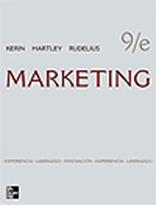 KERIN HARTLEY RUDELIUS
9/e
MARKETING
EXPERIENCIA · LIDERAZGO · INNOVACIÓN · EXPERIENCIA · LIDERAZGO